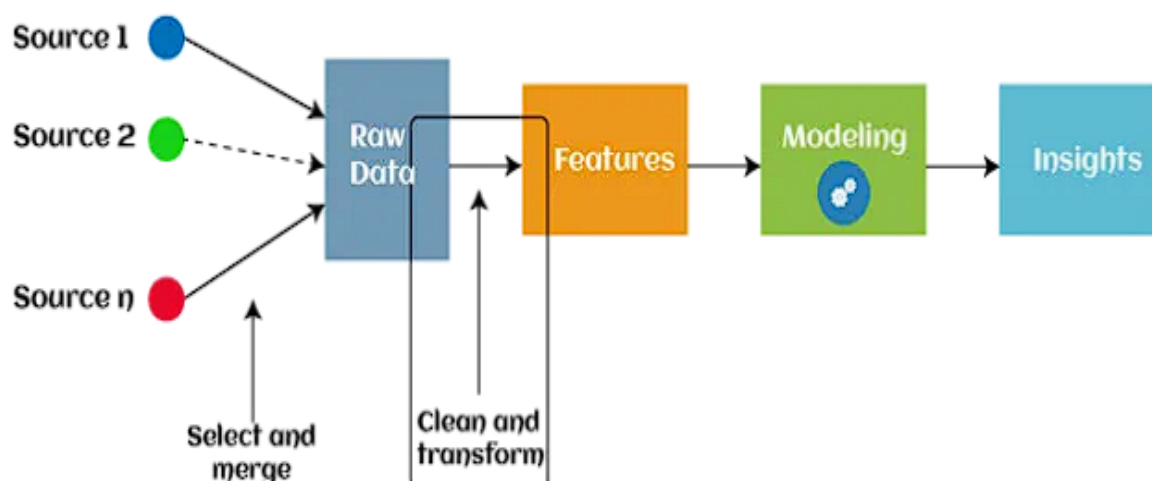 Source 1
Source 2
Source n
Raw
Data
Features
Modeling
Insights
Select and
merge
Clean and
transform